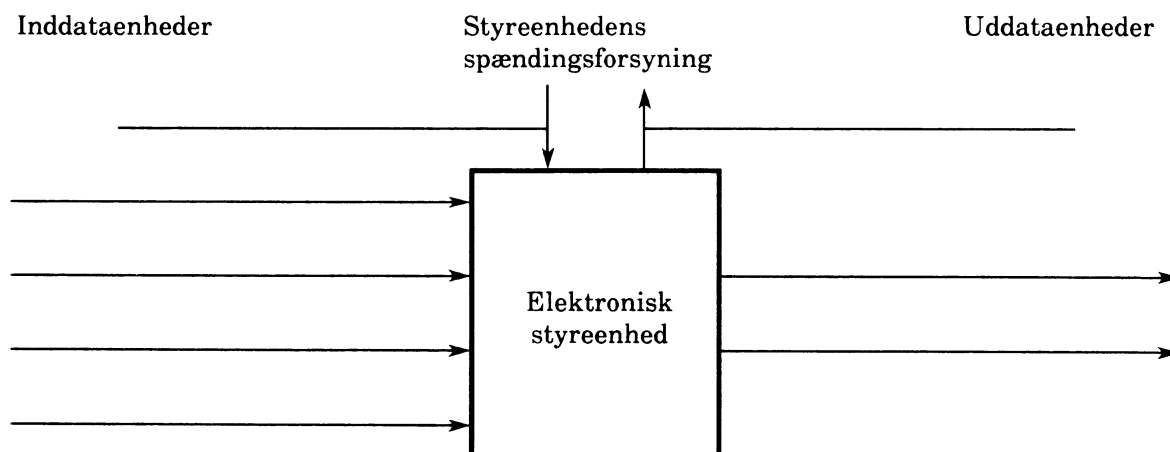 Inddataenheder
Styreenhedens
spændingsforsyning
Uddataenheder
Elektronisk
styreenhed